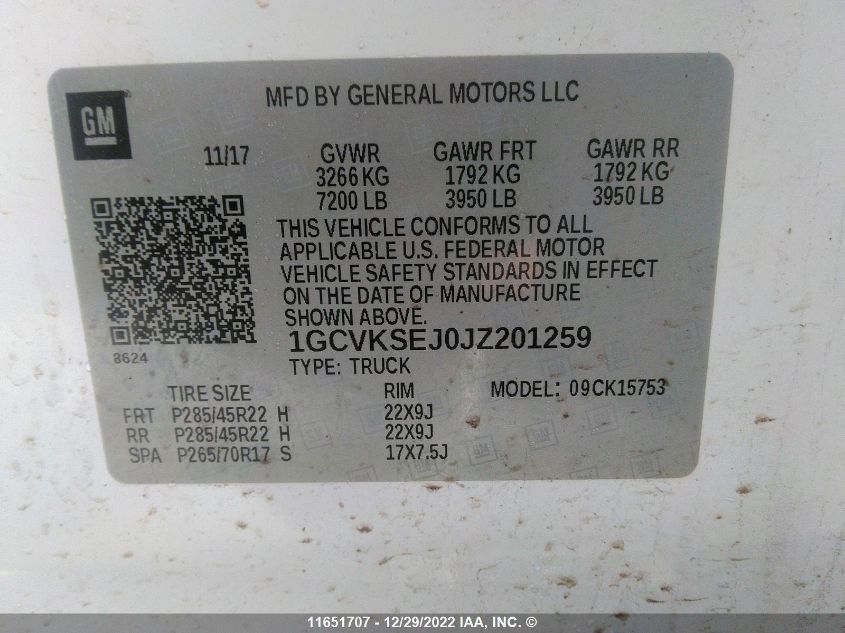 GM
MFD BY GENERAL MOTORS LLC
11/17 GVWR GAWR FRT GAWR RR
3266 KG 1792 KG 1792 KG
7200 LB 3950 LB 3950 LB
THIS VEHICLE CONFORMS TO ALL
APPLICABLE U.S. FEDERAL MOTOR
VEHICLE SAFETY STANDARDS IN EFFECT
ON THE DATE OF MANUFACTURE
SHOWN ABOVE.
8624
1GCVKSEJ0JZ201259
TYPE: TRUCK
TIRE SIZE RIM MODEL: 09CK15753
FRT P285/45R22 H 22X9J
RR P285/45R22 H 22X9J
SPA P265/70R17 S 17X7.5J
11651707 - 12/29/2022 IAA, INC. ©